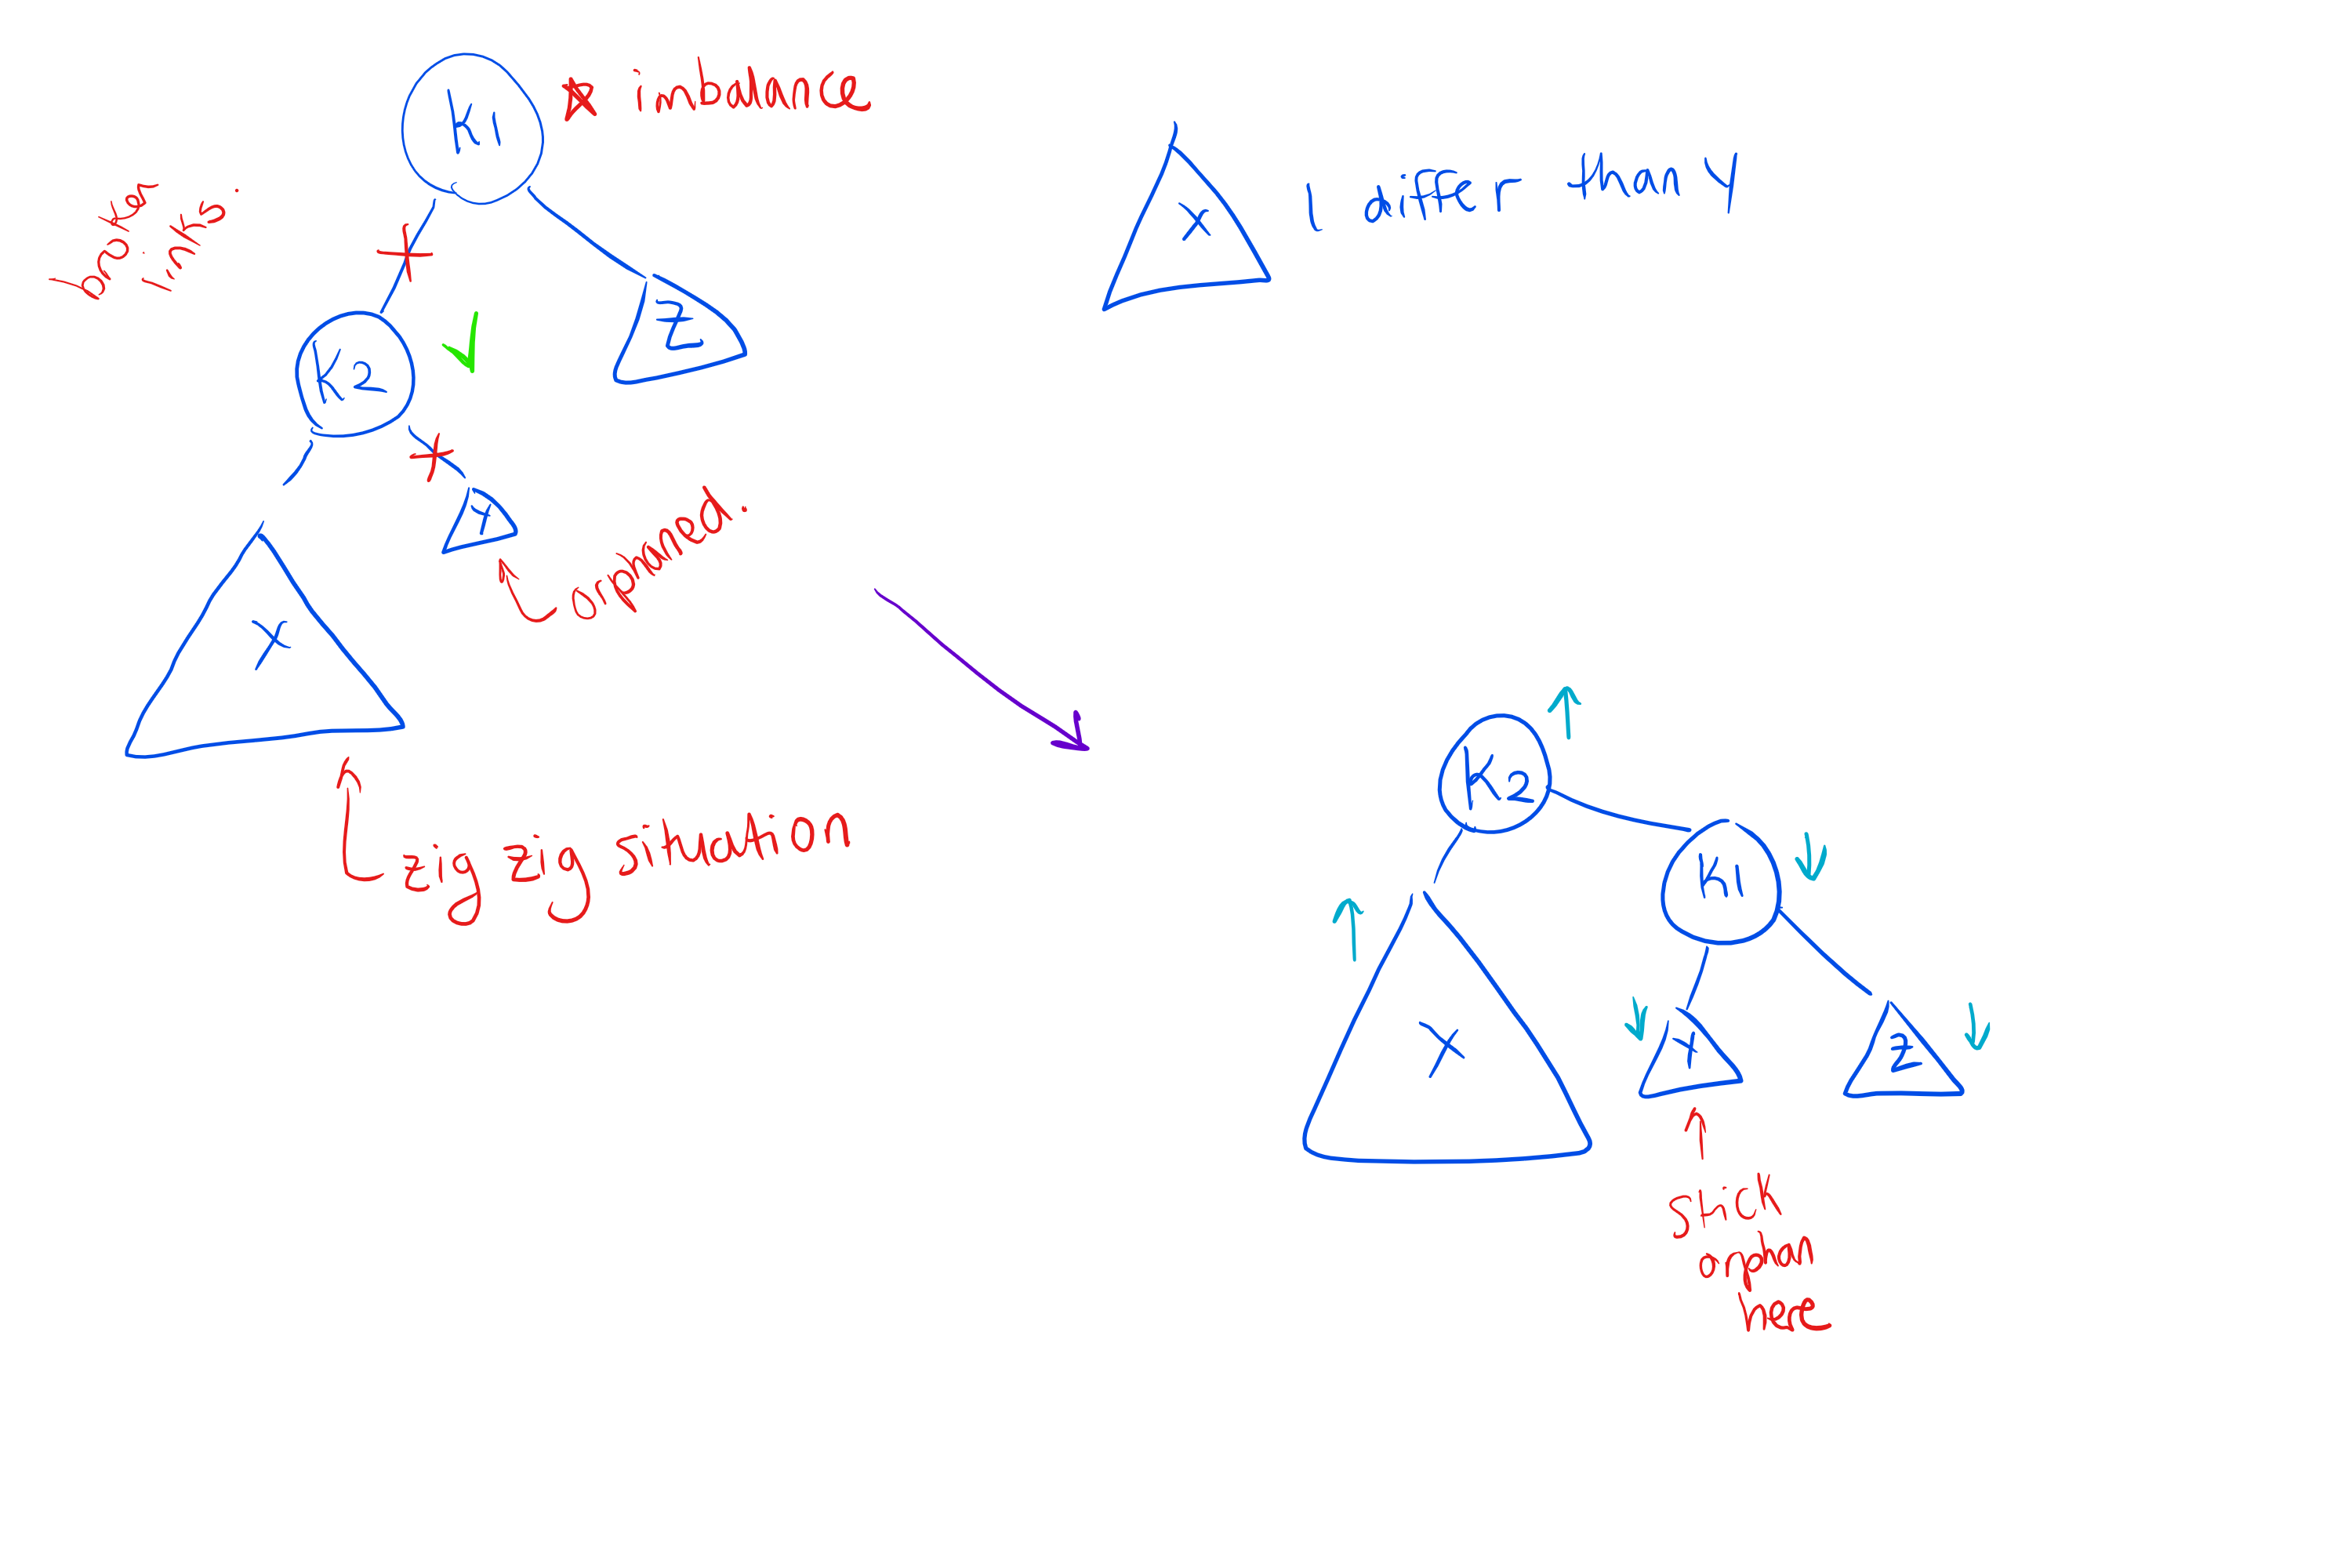 K1
☆ imbalance
broken
links.
X
1 differ than Y
K2
Z
Y
orphaned.
X
zig zig situation
K2
K1
X
Y
Z
Stick
orphan
here